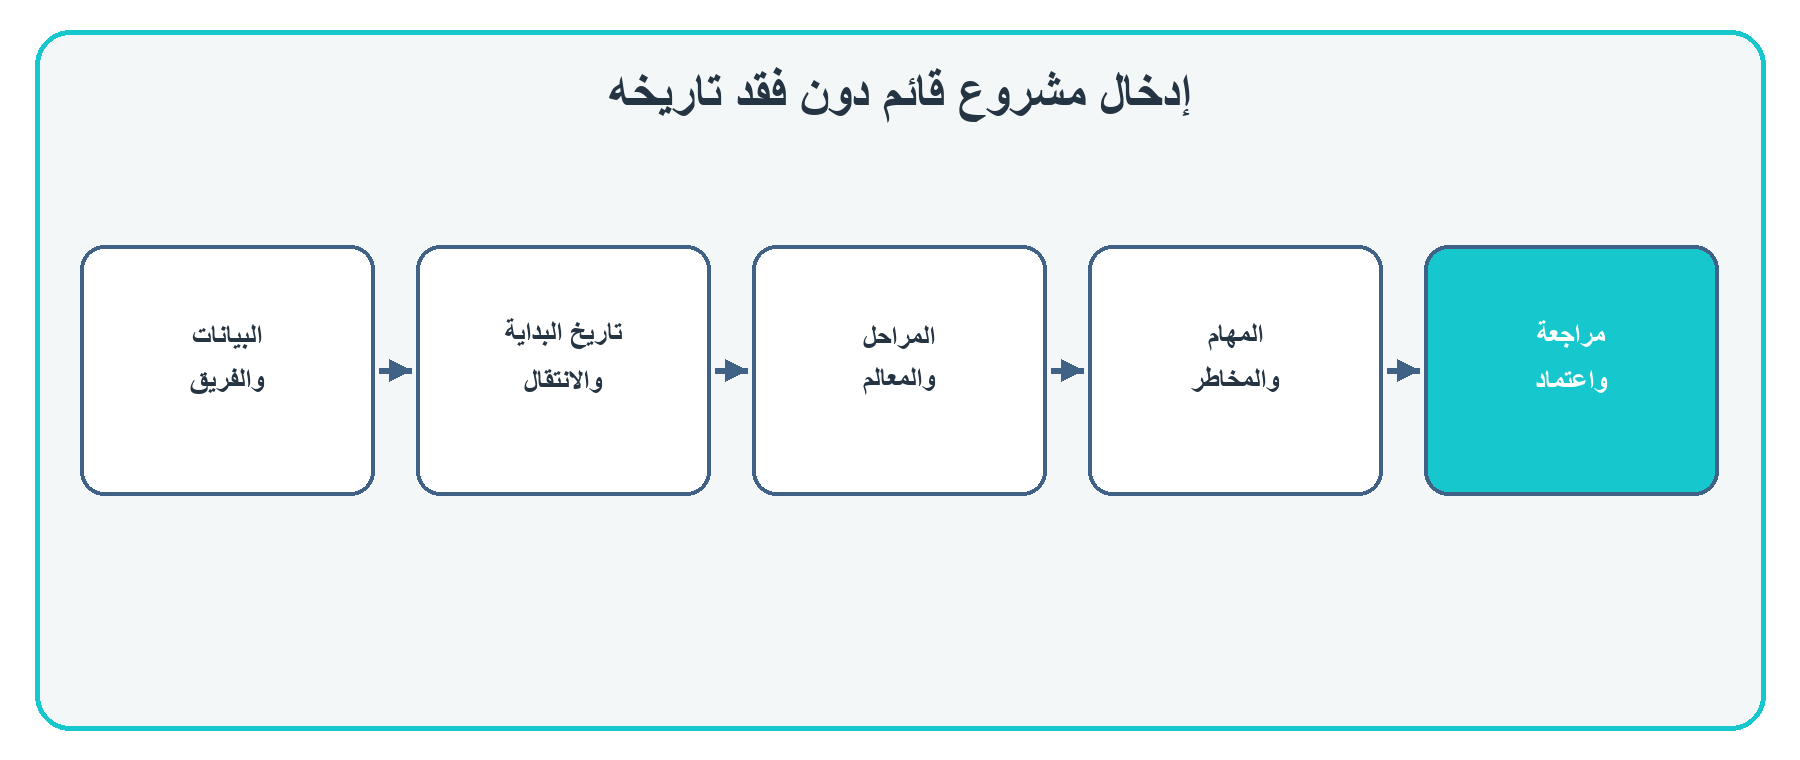 إدخال مشروع قائم دون فقد تاريخه
البيانات
والفريق
تاريخ البداية
والانتقال
المراحل
والمعالم
المهام
والمخاطر
مراجعة
واعتماد